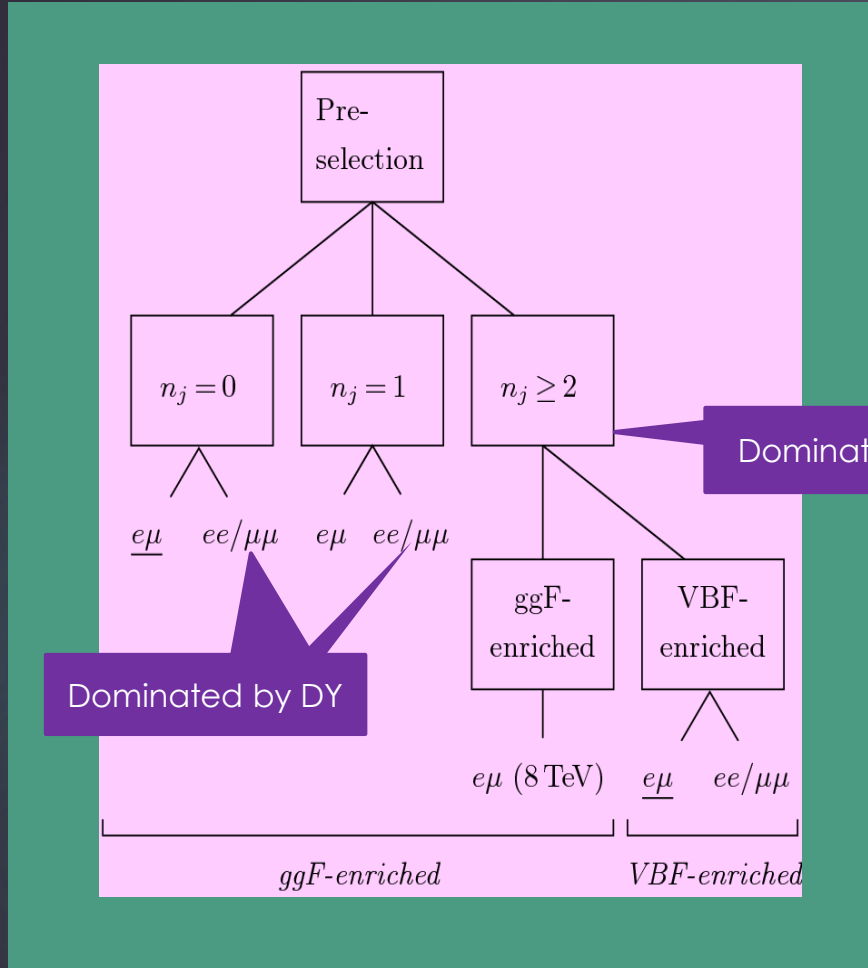 Pre-
selection
n_j = 0
n_j = 1
n_j ≥ 2
Dominat
eμ ee/μμ eμ ee/μμ
ggF-
enriched
VBF-
enriched
Dominated by DY
eμ (8 TeV) eμ ee/μμ
ggF-enriched
VBF-enriched